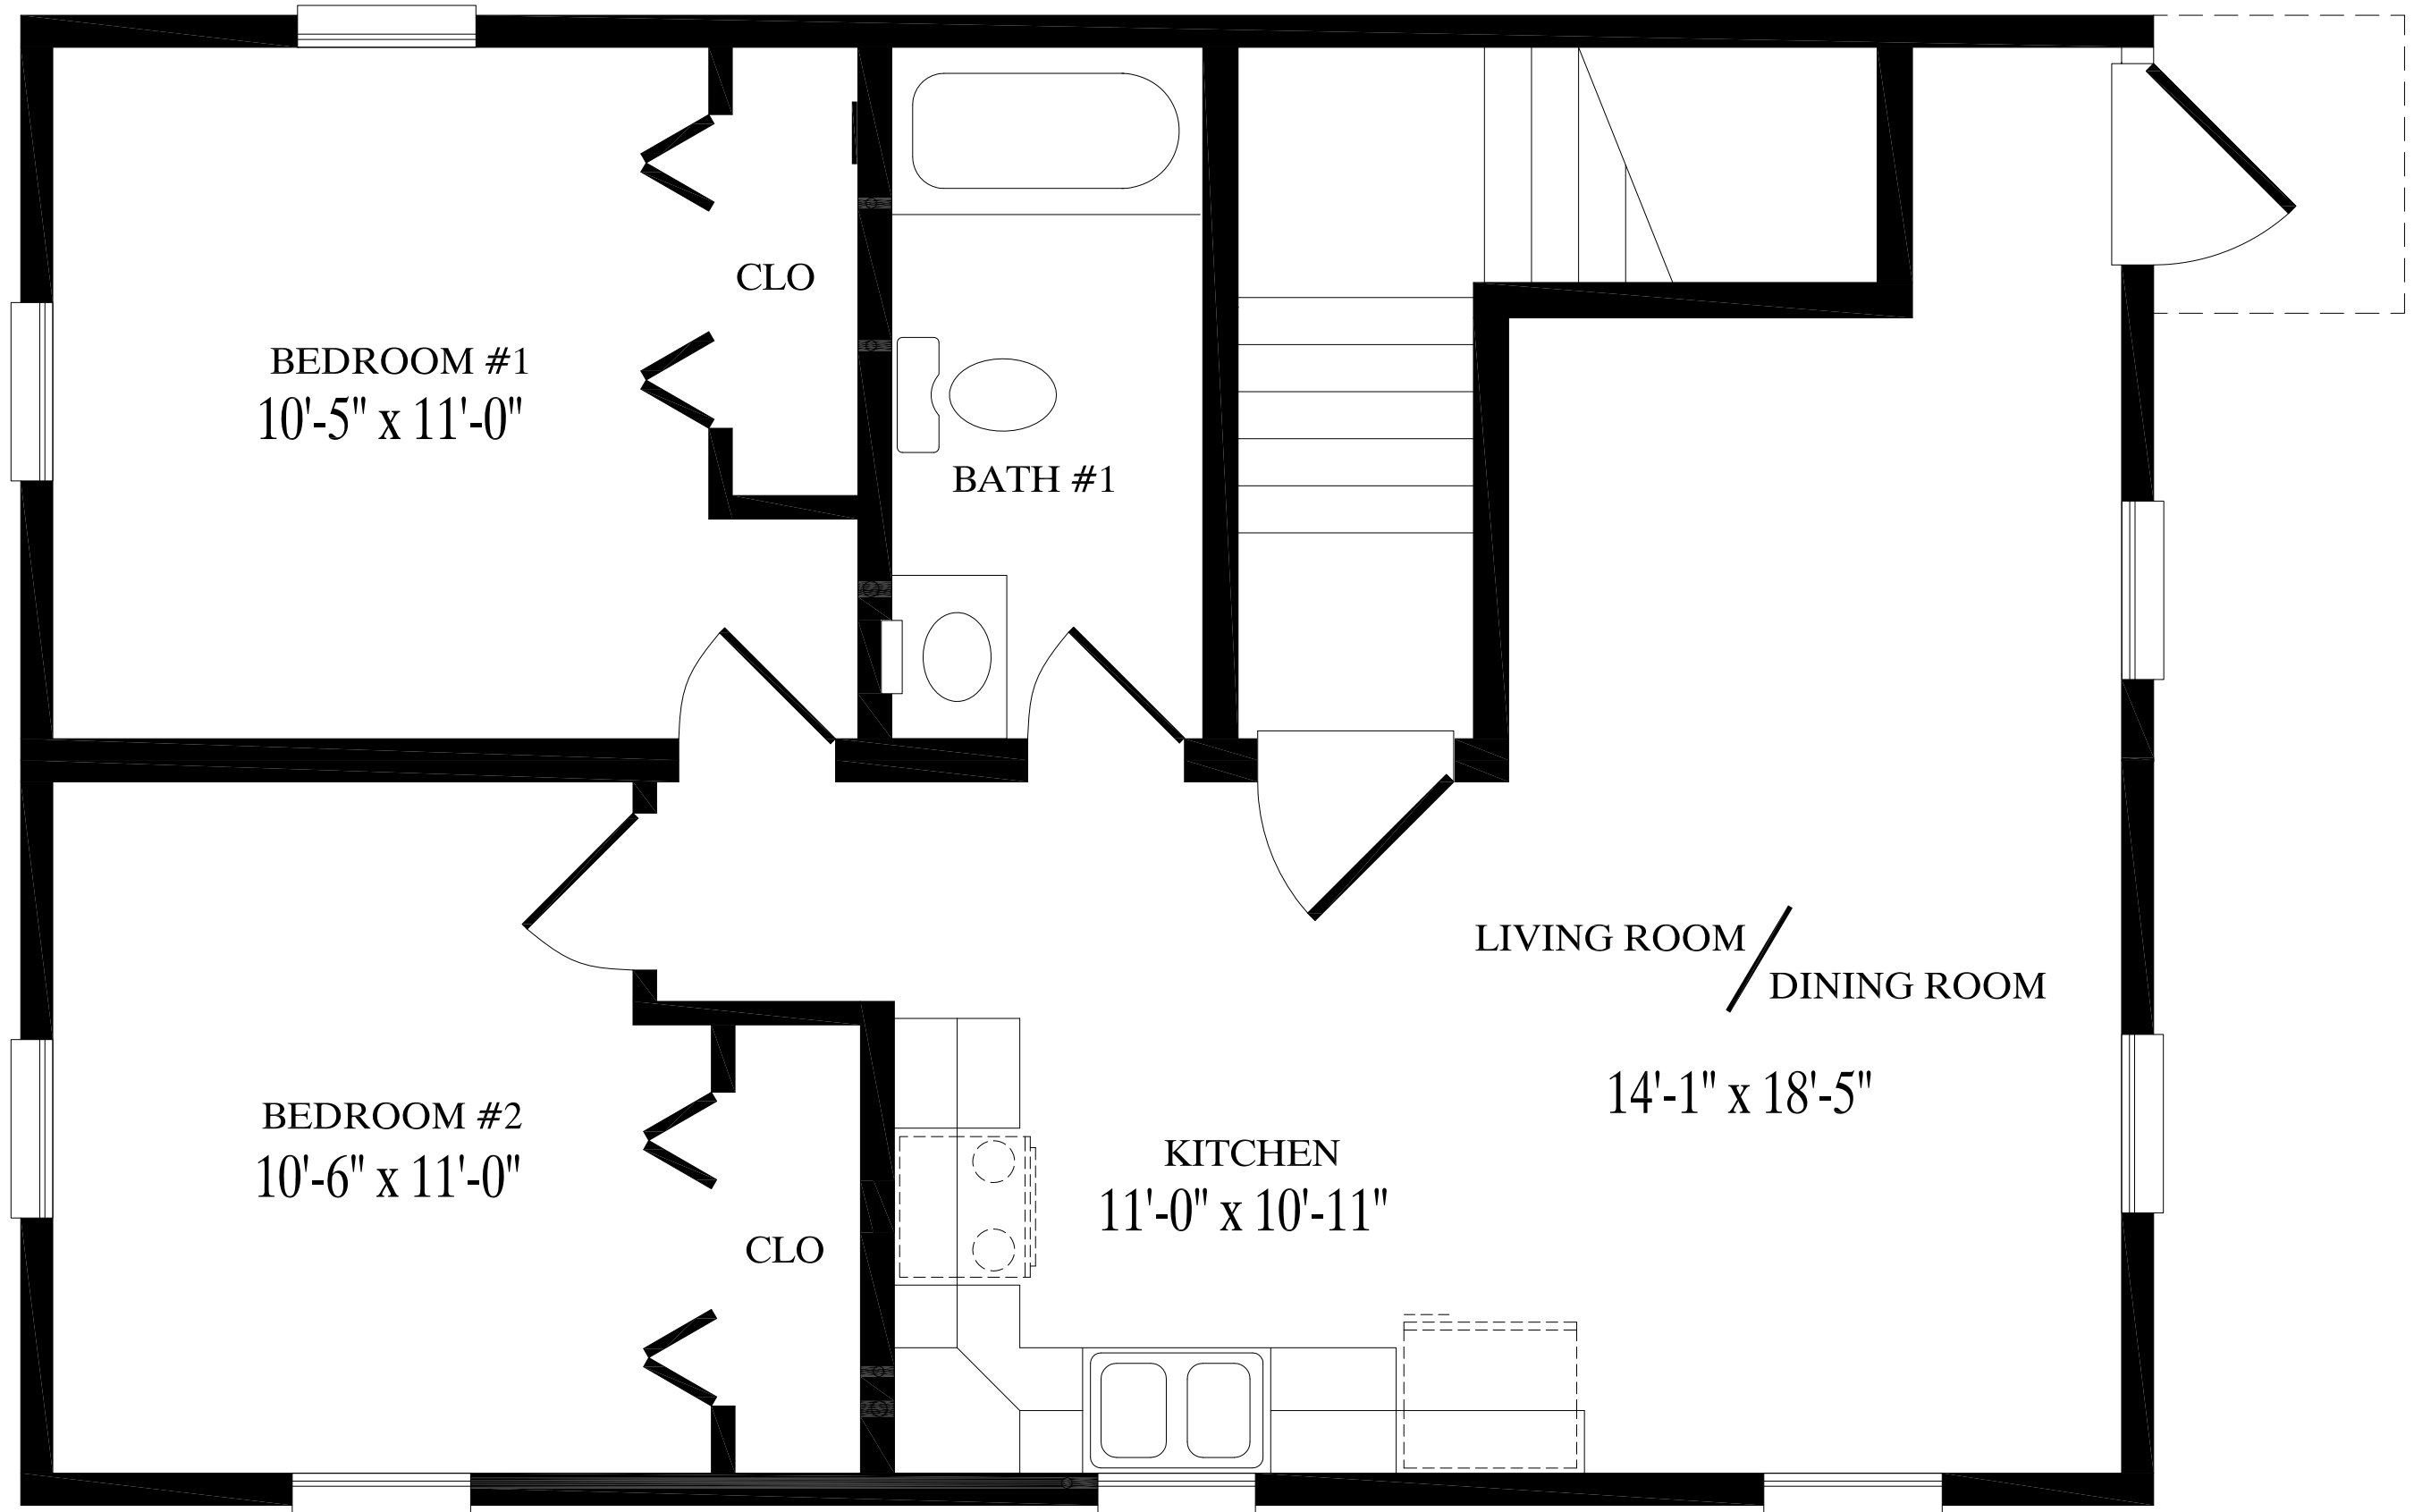 CLO
BEDROOM #1
10'-5" x 11'-0"
BATH #1
LIVING ROOM /
DINING ROOM
14'-1" x 18'-5"
BEDROOM #2
10'-6" x 11'-0"
KITCHEN
11'-0" x 10'-11"
CLO